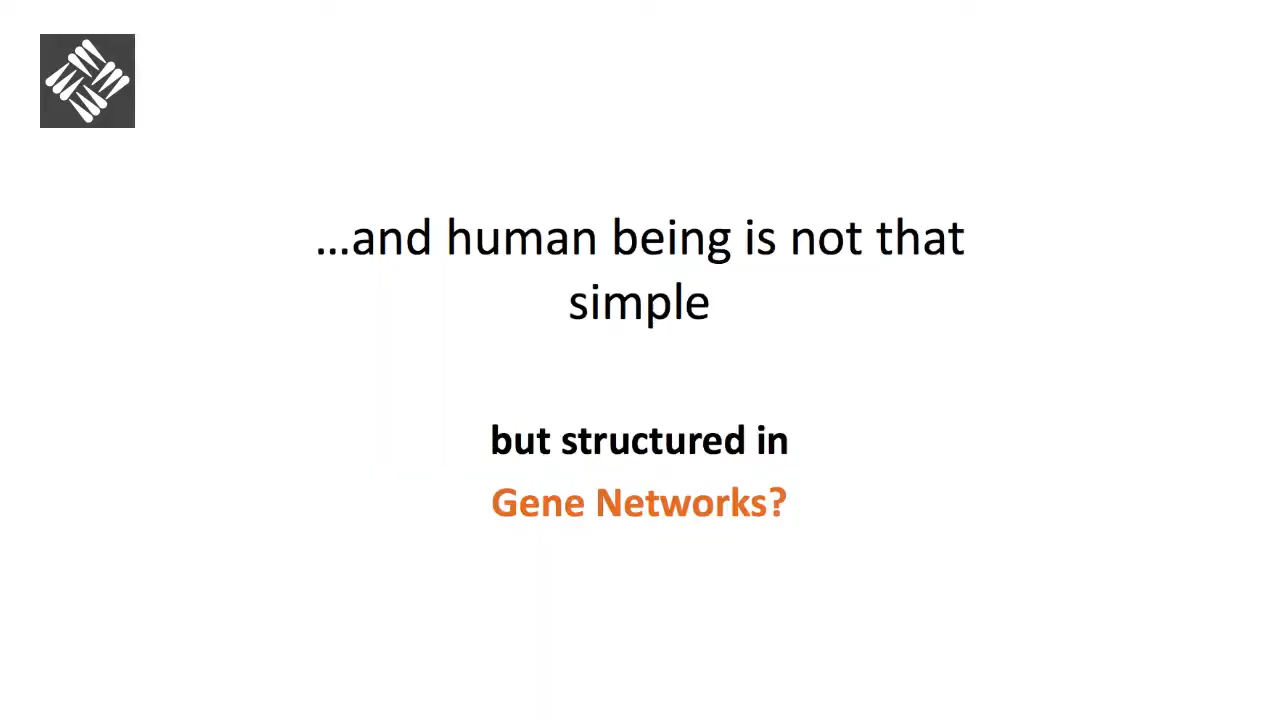 ...and human being is not that
simple
but structured in
Gene Networks?